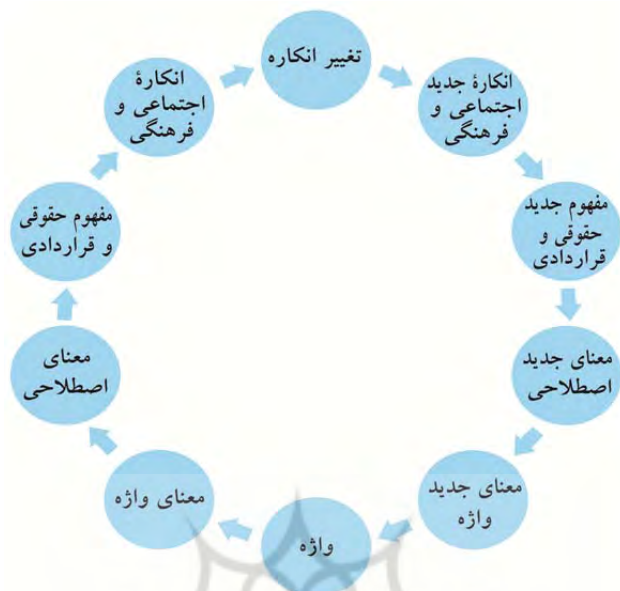 تغییر انکاره
انکارهٔ جدید
اجتماعی و
فرهنگی
مفهوم جدید
حقوقی و
قراردادی
معنای جدید
اصطلاحی
معنای جدید
واژه
واژه
معنای واژه
معنای
اصطلاحی
مفهوم حقوقی
و قراردادی
انکارهٔ
اجتماعی و
فرهنگی